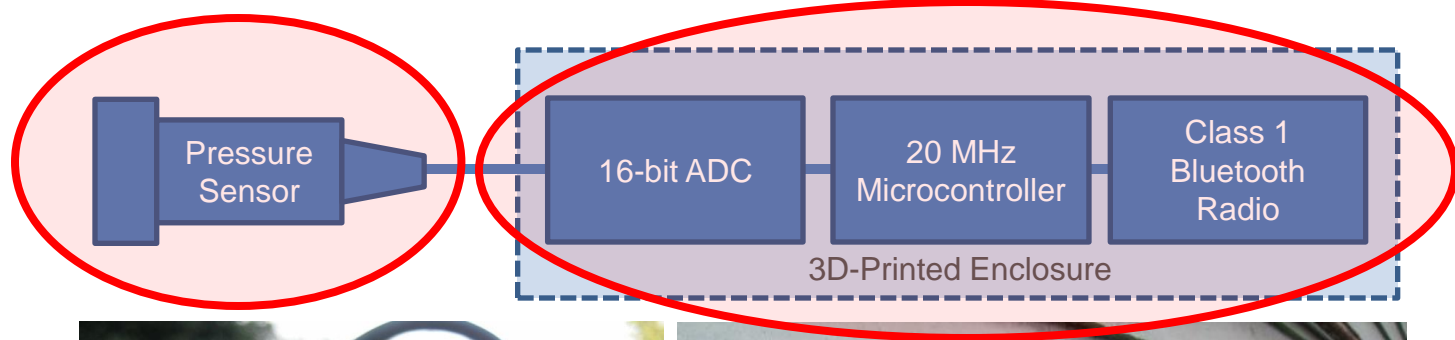 Pressure
Sensor
16-bit ADC
20 MHz
Microcontroller
Class 1
Bluetooth
Radio
3D-Printed Enclosure